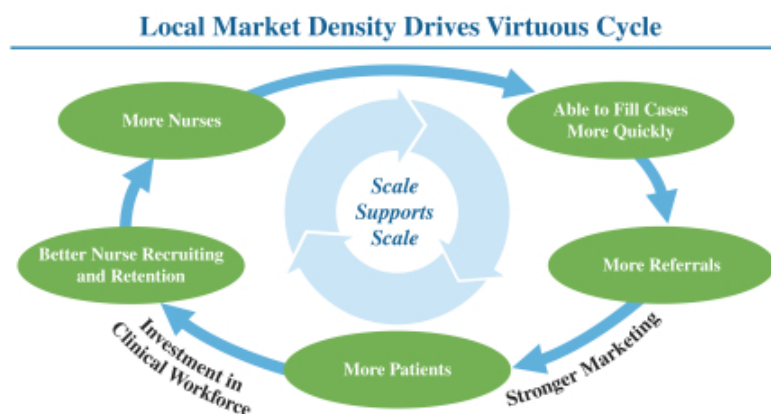 Local Market Density Drives Virtuous Cycle
More Nurses
Able to Fill Cases
More Quickly
Scale
Supports
Scale
Better Nurse Recruiting
and Retention
More Referrals
Investment in
Clinical Workforce
More Patients
Stronger Marketing